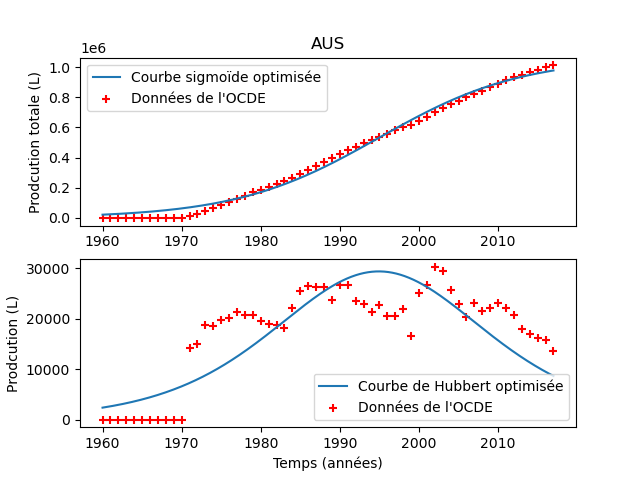 AUS
1e6
Prodcution totale (L)
1.0
0.8
0.6
0.4
0.2
0.0
Courbe sigmoïde optimisée
Données de l'OCDE
1960 1970 1980 1990 2000 2010
Prodcution (L)
30000
20000
10000
0
Courbe de Hubbert optimisée
Données de l'OCDE
1960 1970 1980 1990 2000 2010
Temps (années)